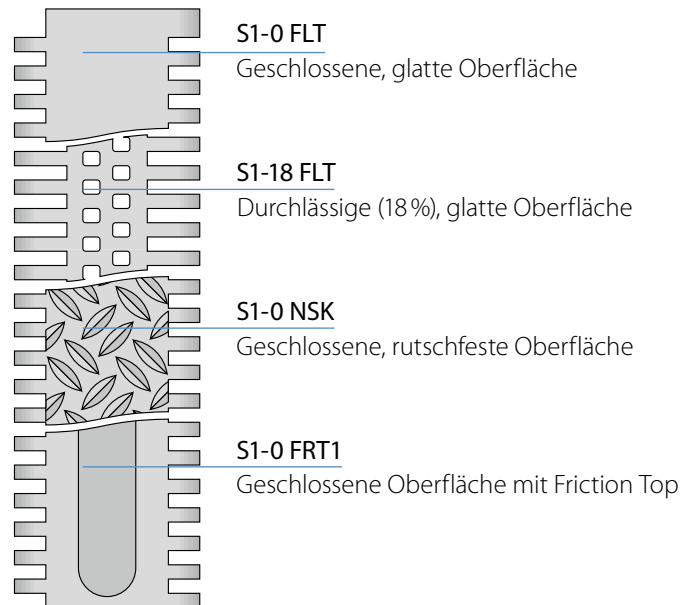 S1-0 FLT
Geschlossene, glatte Oberfläche
S1-18 FLT
Durchlässige (18 %), glatte Oberfläche
S1-0 NSK
Geschlossene, rutschfeste Oberfläche
S1-0 FRT1
Geschlossene Oberfläche mit Friction Top